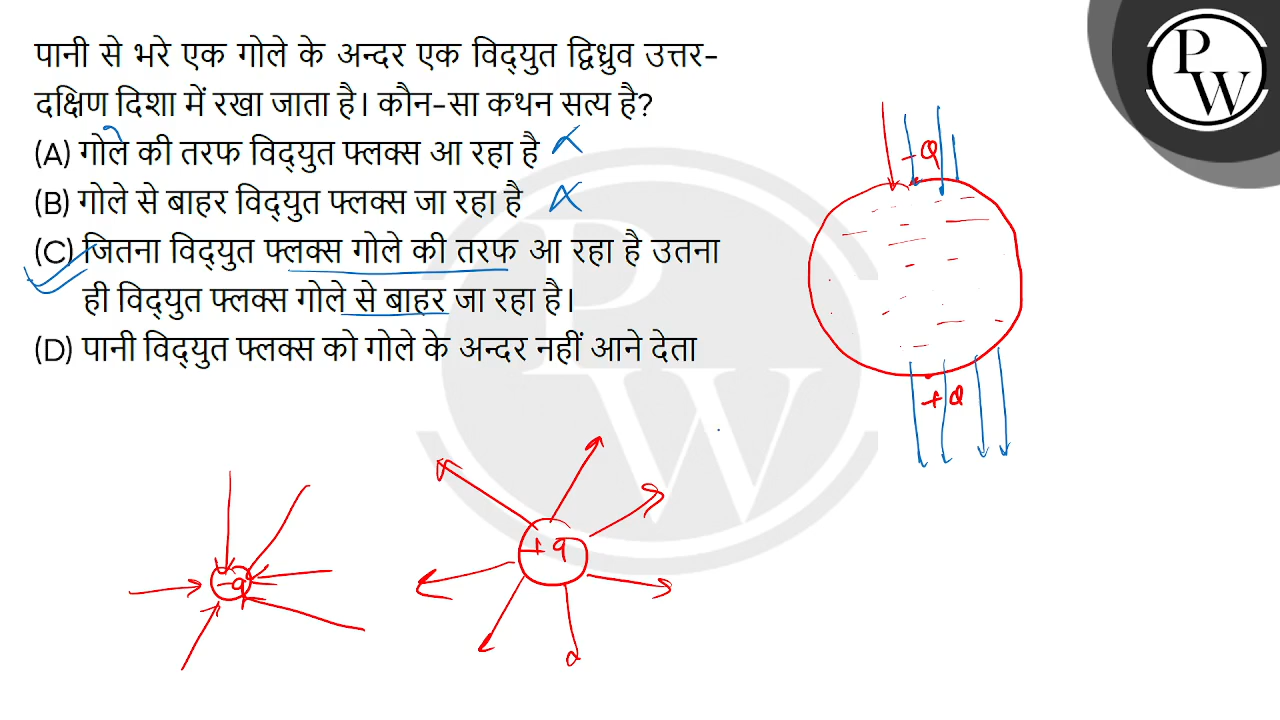 पानी से भरे एक गोले के अन्दर एक विद्युत द्विध्रुव उत्तर-
दक्षिण दिशा में रखा जाता है। कौन-सा कथन सत्य है?
(A) गोले की तरफ विद्युत फ्लक्स आ रहा है
(B) गोले से बाहर विद्युत फ्लक्स जा रहा है
(C) जितना विद्युत फ्लक्स गोले की तरफ आ रहा है उतना
ही विद्युत फ्लक्स गोले से बाहर जा रहा है।
(D) पानी विद्युत फ्लक्स को गोले के अन्दर नहीं आने देता
P
W
-Q
+Q
-q
+q
P
W